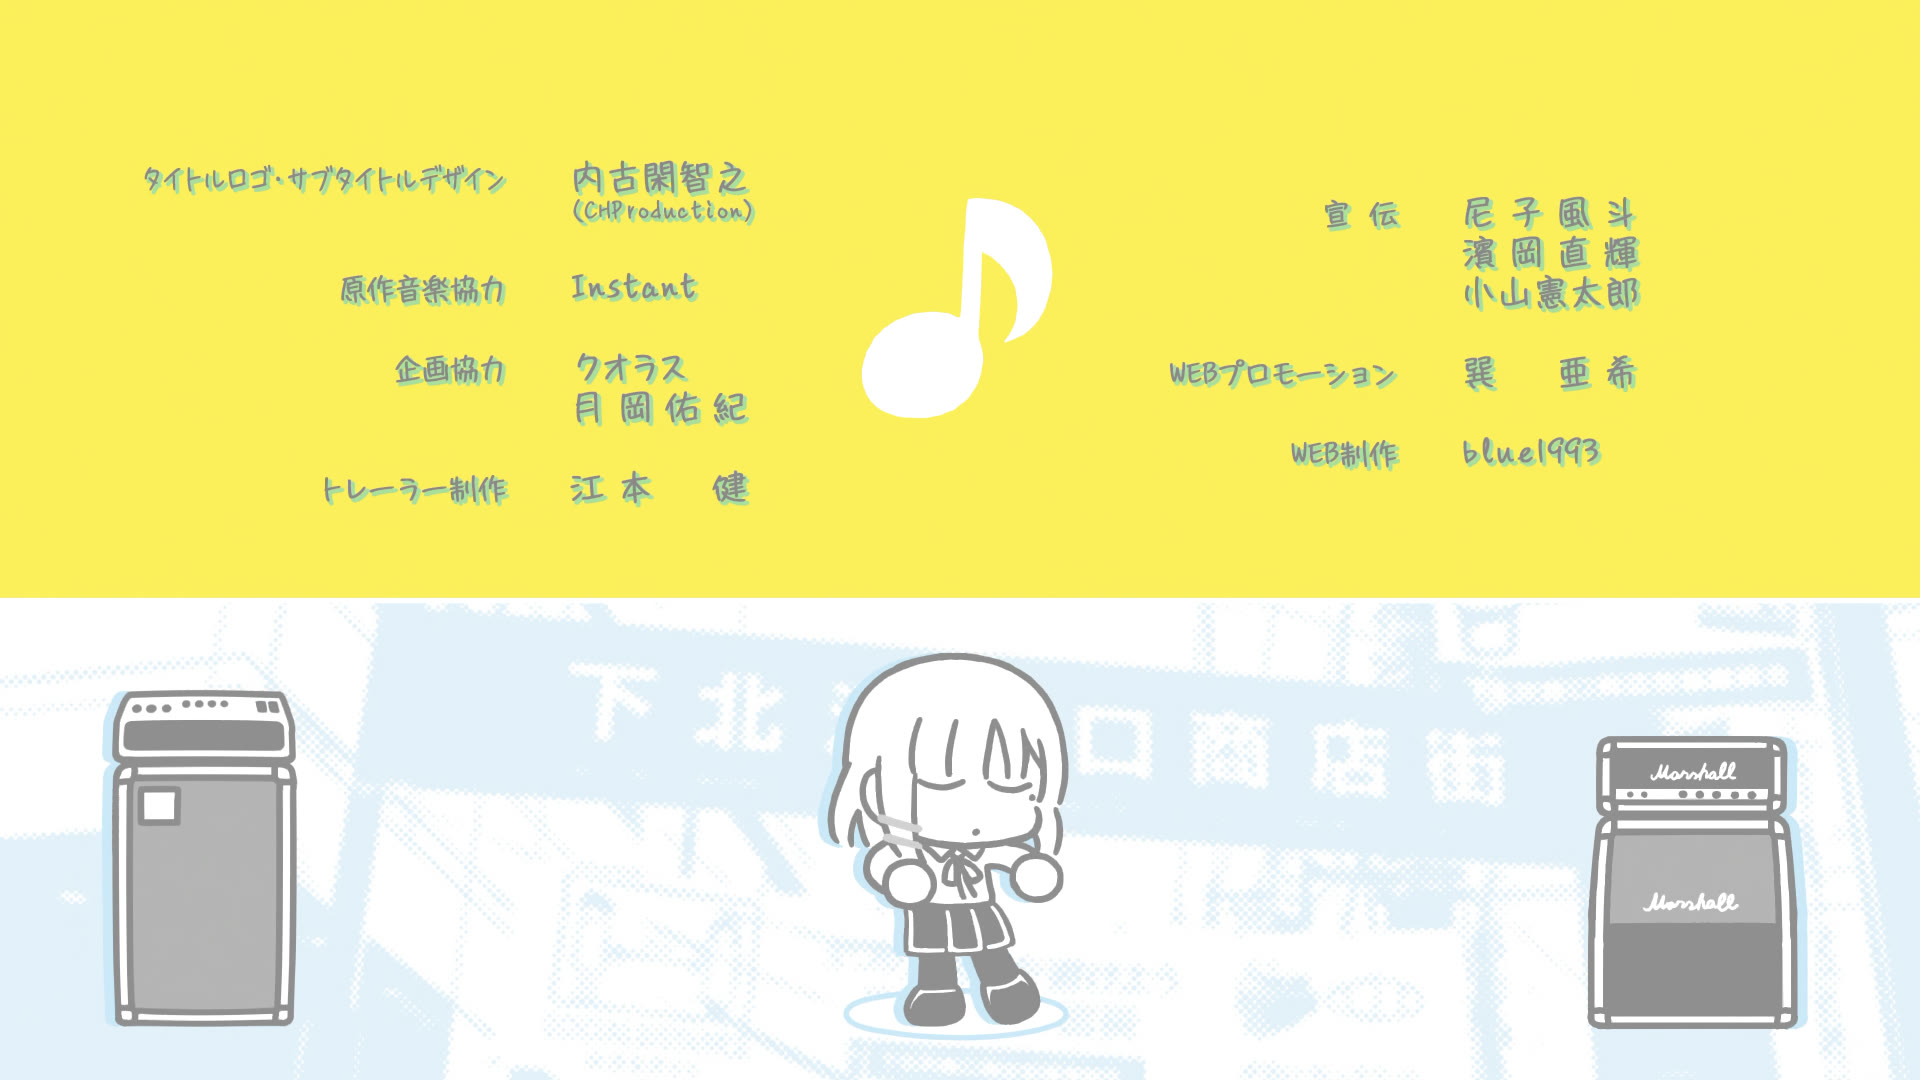 タイトルロゴ・サブタイトルデザイン 内古閑智之
(CHProduction)
原作音楽協力 Instant
企画協力 クオラス
月岡佑紀
トレーラー制作 江本 健
宣伝 尼子風斗
濱岡直輝
小山憲太郎
WEBプロモーション 巽 亜希
WEB制作 blue1993
下北 口商店街
Marshall
Marshall